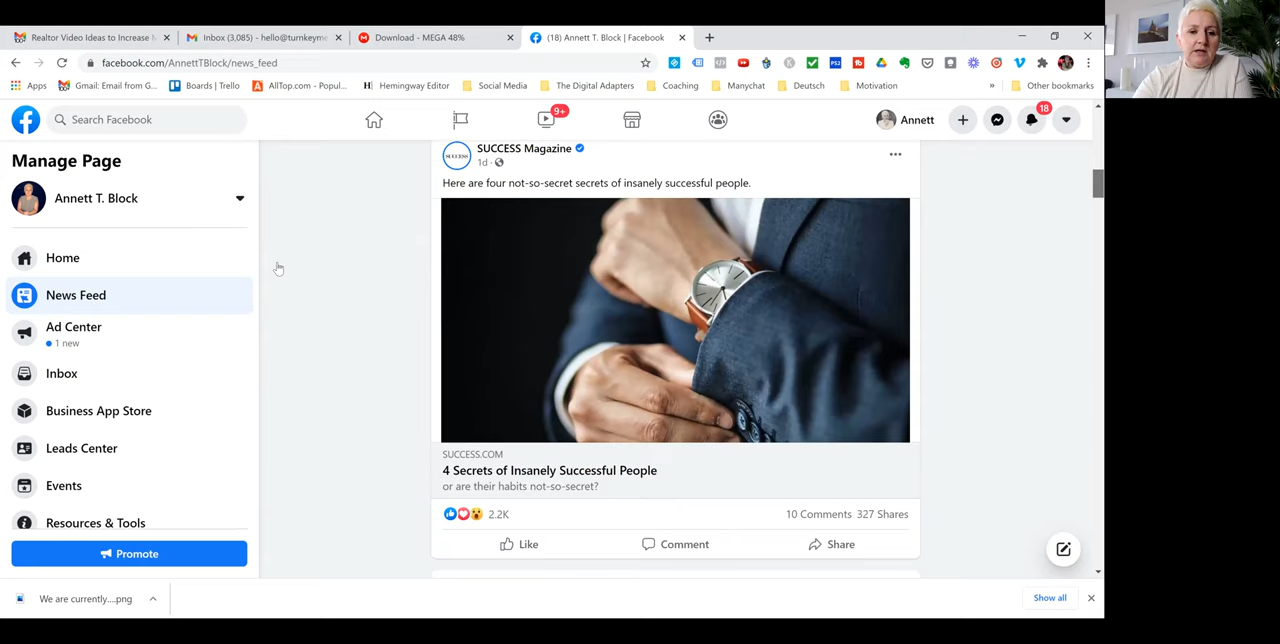 Realtor Video Ideas to Increase M
Inbox (3,085) - hello@turnkeyme
Download - MEGA 48%
(18) Annett T. Block | Facebook
facebook.com/AnnettTBlock/news_feed
Apps
Gmail: Email from G...
Boards | Trello
AllTop.com - Popul...
Hemingway Editor
Social Media
The Digital Adapters
Coaching
Manychat
Deutsch
Motivation
»
Other bookmarks
Search Facebook
9+
Annett
18
Manage Page
Annett T. Block
Home
News Feed
Ad Center
1 new
Inbox
Business App Store
Leads Center
Events
Resources & Tools
Promote
SUCCESS
SUCCESS Magazine
1d ·
Here are four not-so-secret secrets of insanely successful people.
SUCCESS.COM
4 Secrets of Insanely Successful People
or are their habits not-so-secret?
2.2K
10 Comments 327 Shares
Like
Comment
Share
We are currently....png
Show all